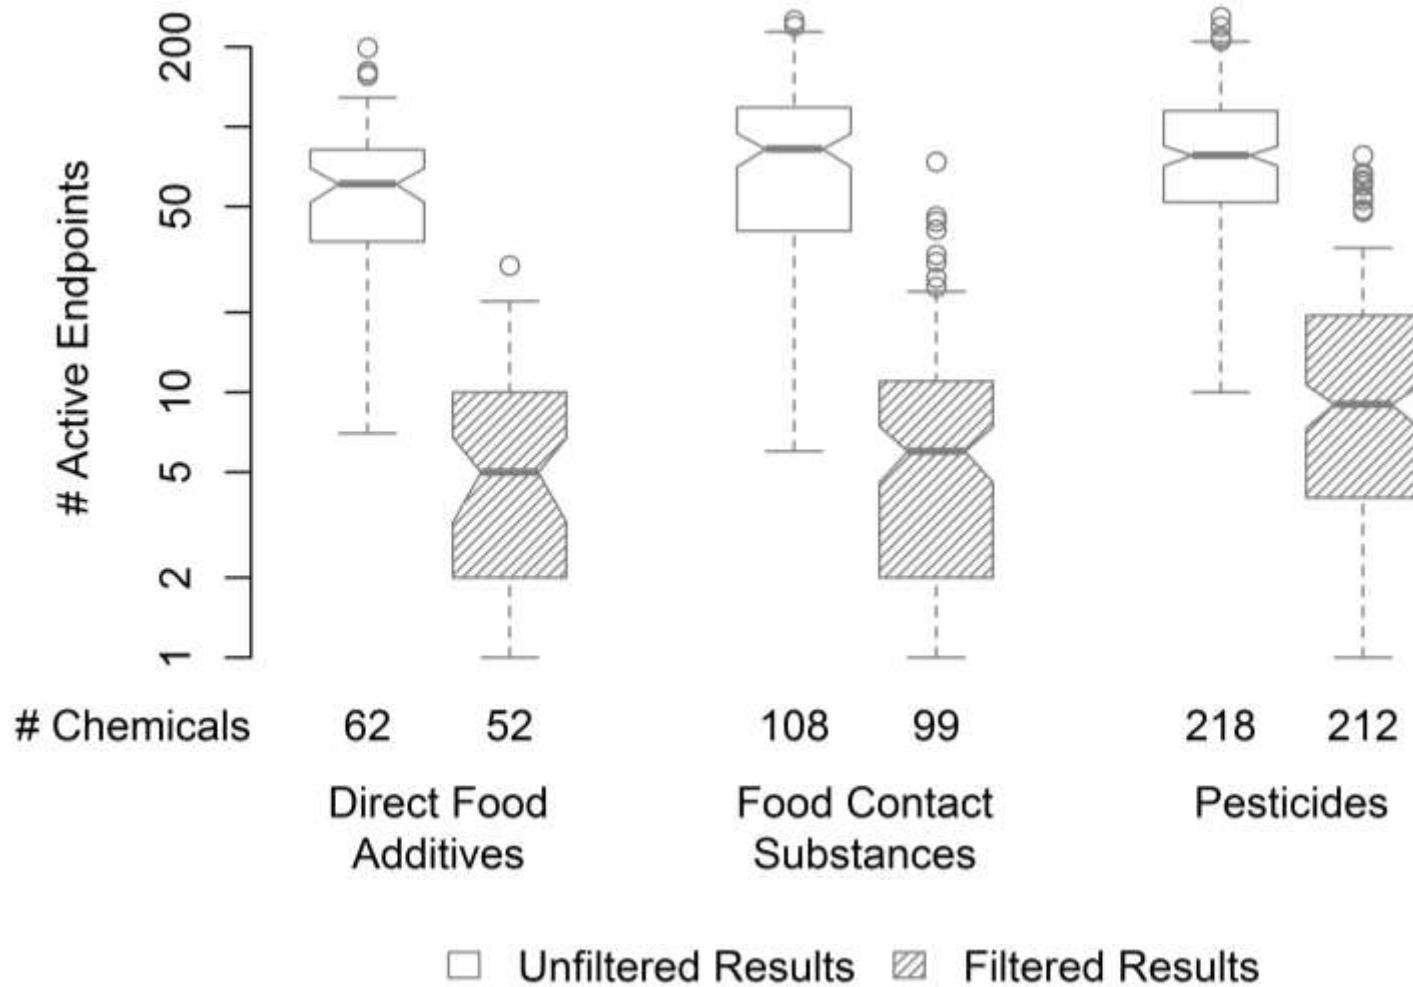 # Active Endpoints
200
50
10
5
2
1
# Chemicals 62 52 108 99 218 212
Direct Food Additives
Food Contact Substances
Pesticides
Unfiltered Results Filtered Results